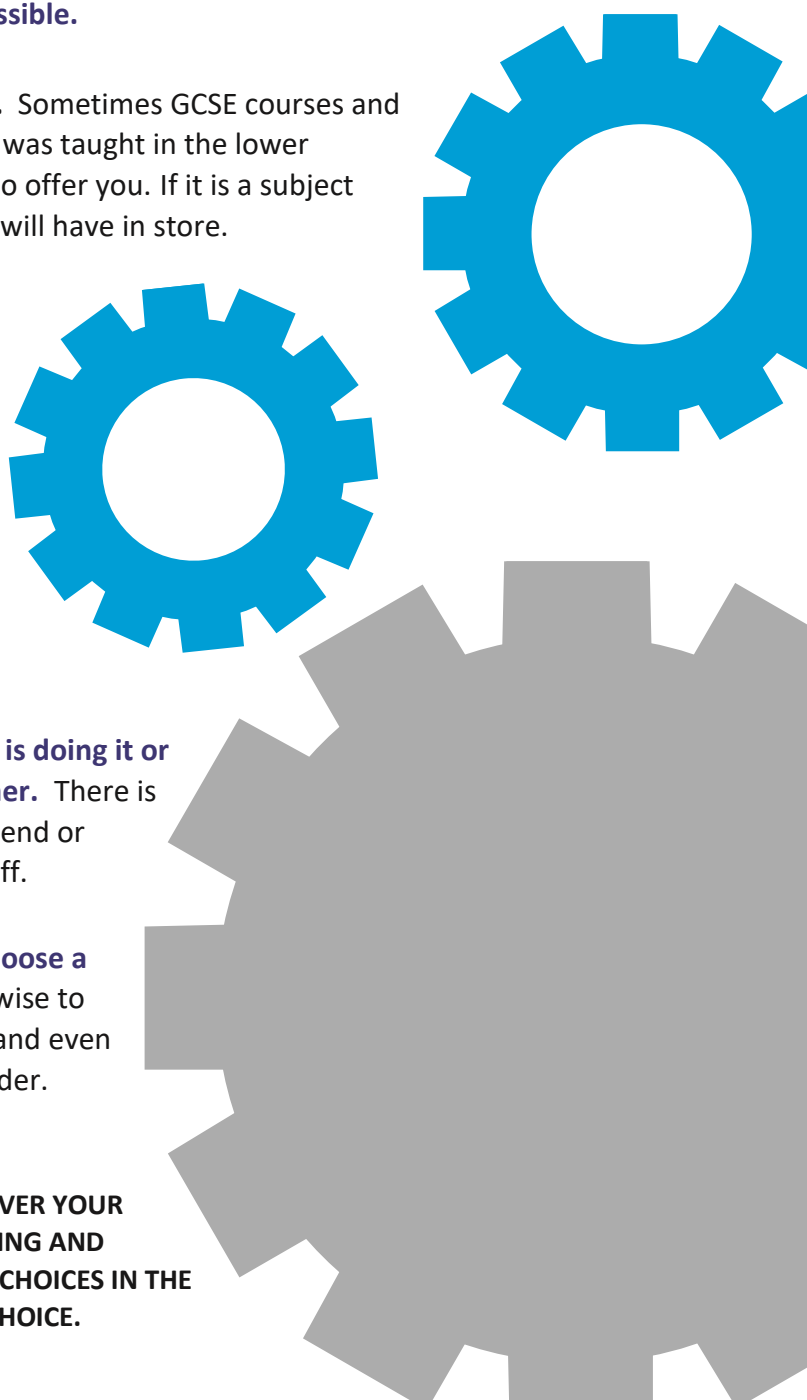 ssible.
. Sometimes GCSE courses and
was taught in the lower
o offer you. If it is a subject
will have in store.
is doing it or
er. There is
end or
ff.
oose a
wise to
and even
der.
VER YOUR
ING AND
CHOICES IN THE
HOICE.